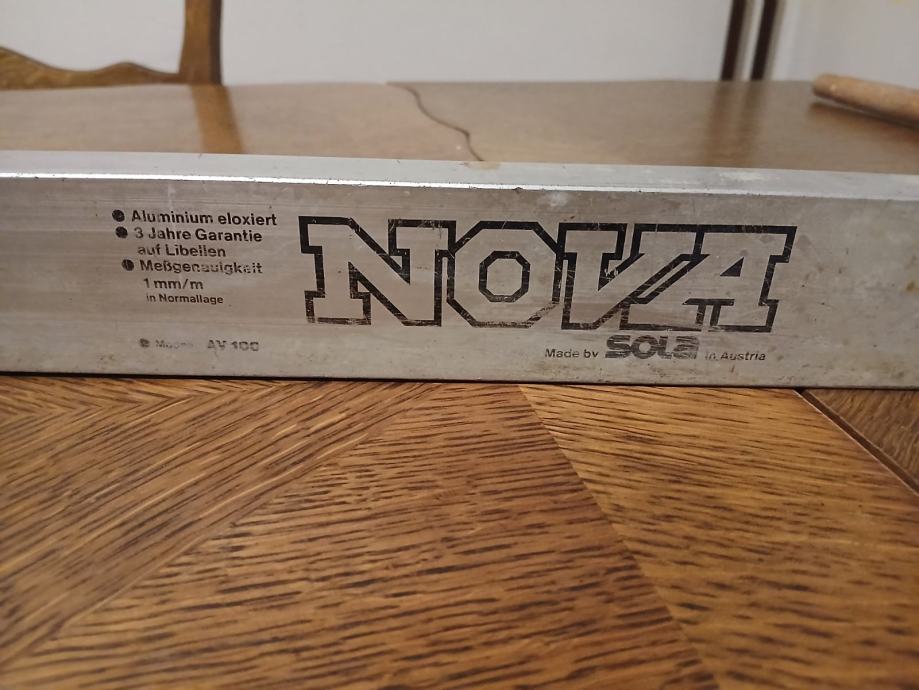 ● Aluminium eloxiert
● 3 Jahre Garantie
auf Libellen
● Meßgenauigkeit
1 mm/m
in Normallage
● AV 100
NOVA
Made by sola in Austria